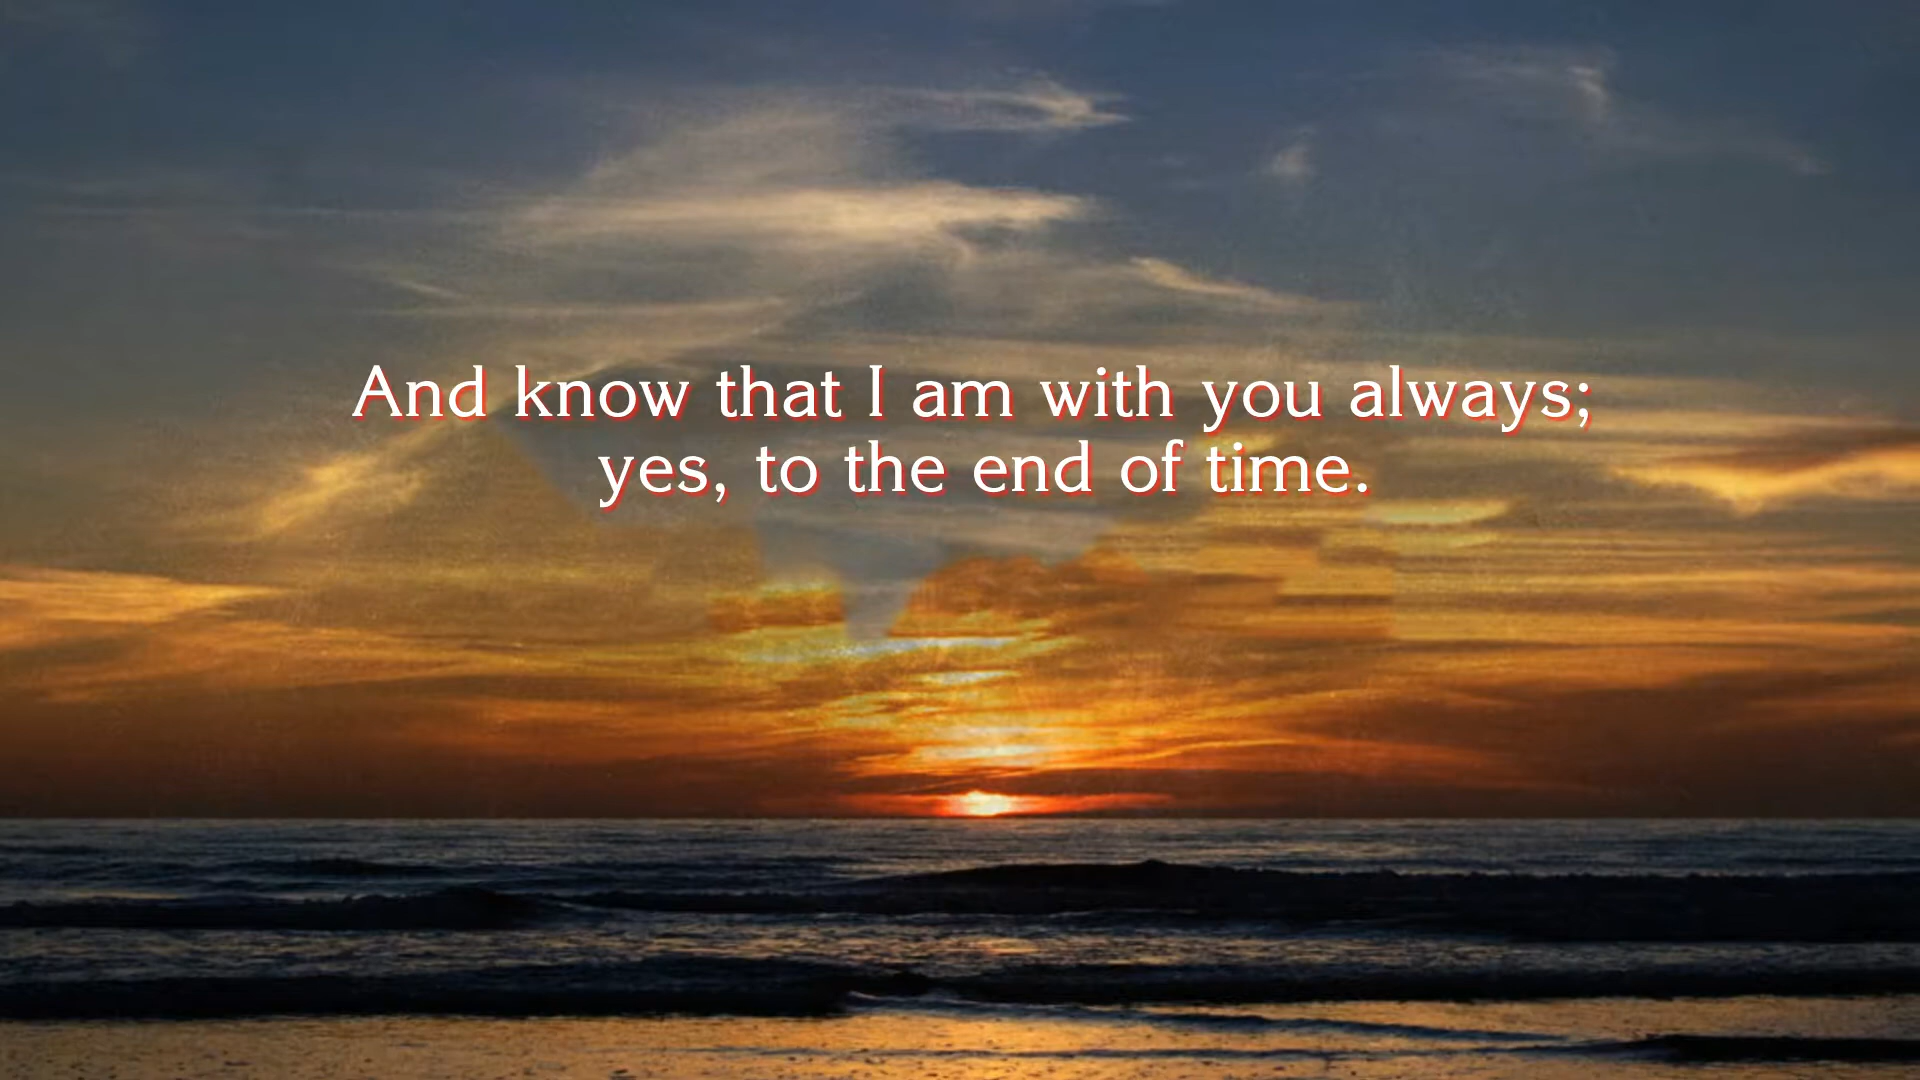 And know that I am with you always;
yes, to the end of time.